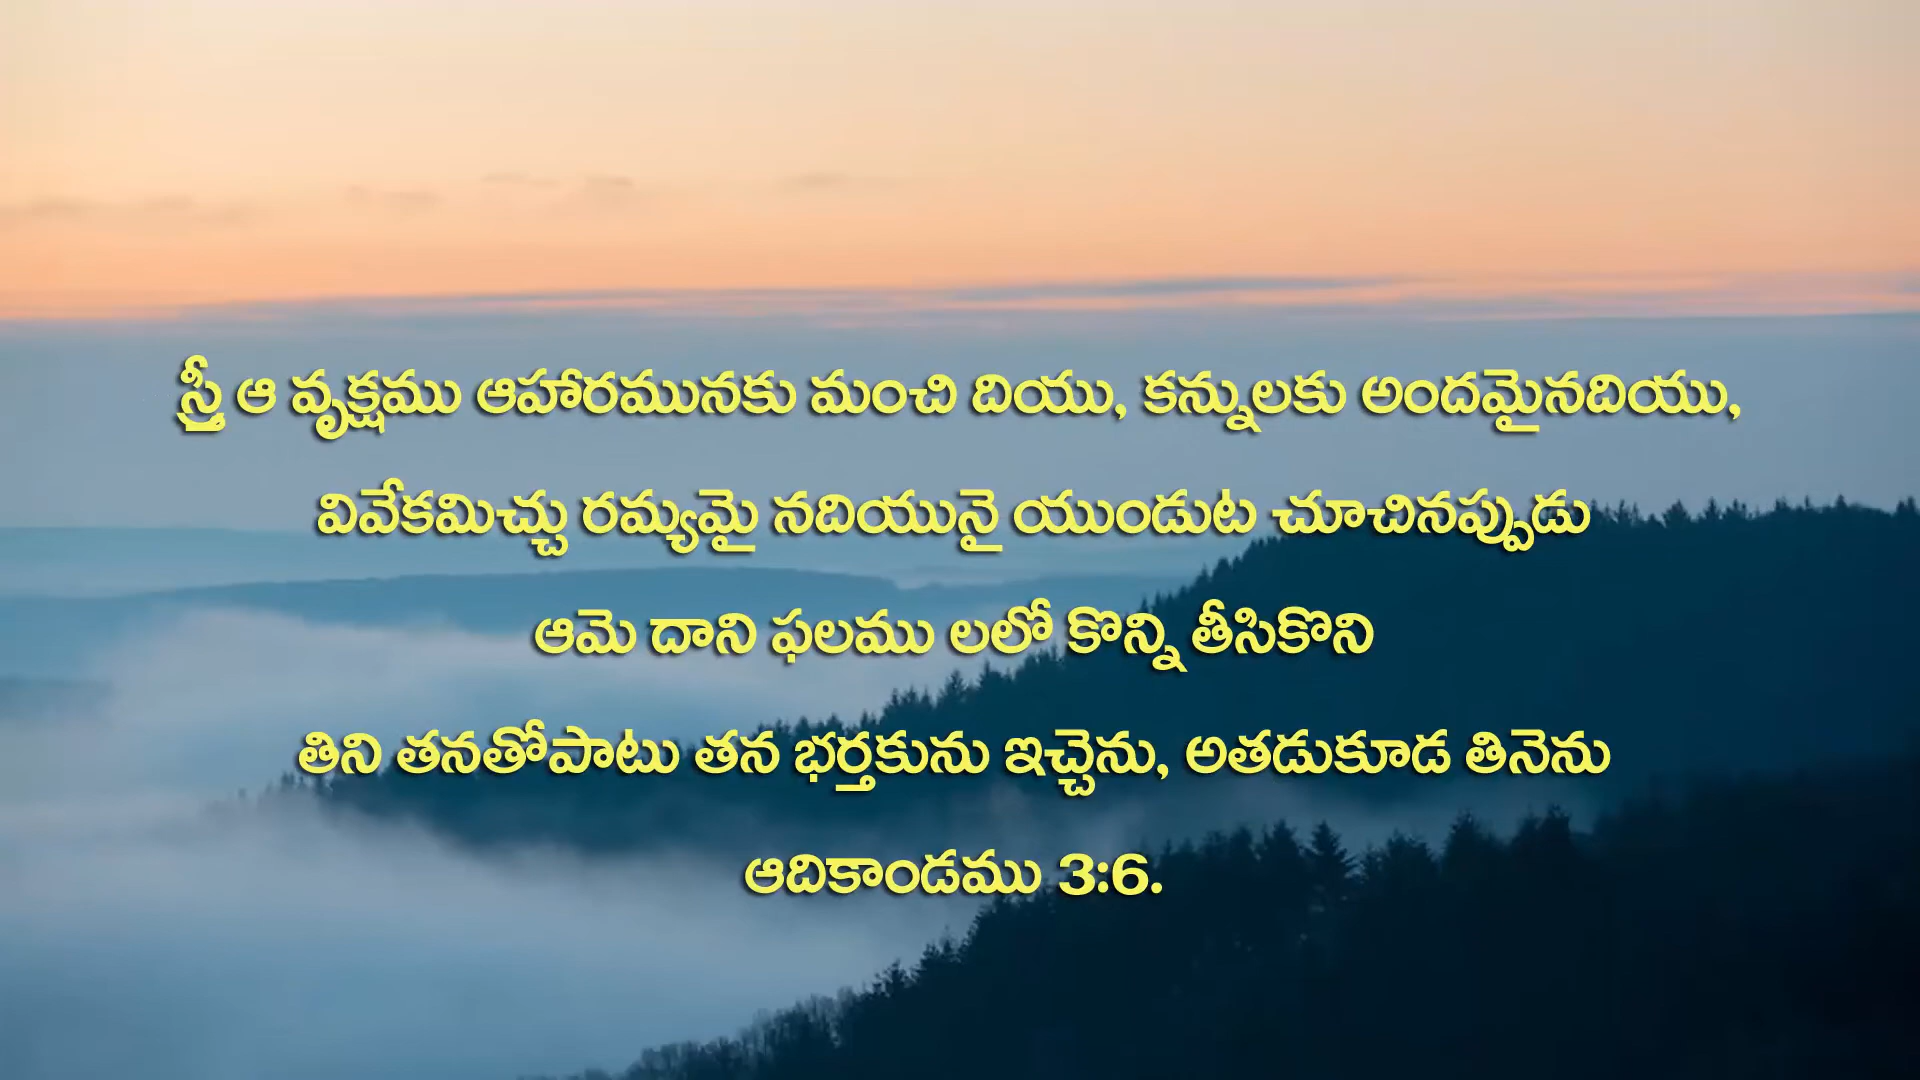 స్త్రీ ఆ వృక్షము ఆహారమునకు మంచి దియు, కన్నులకు అందమైనదియు,
వివేకమిచ్చు రమ్యమై నదియునై యుండుట చూచినప్పుడు
ఆమె దాని ఫలము లలో కొన్ని తీసికొని
తిని తనతోపాటు తన భర్తకును ఇచ్చెను, అతడుకూడ తినెను
ఆదికాండము 3:6.